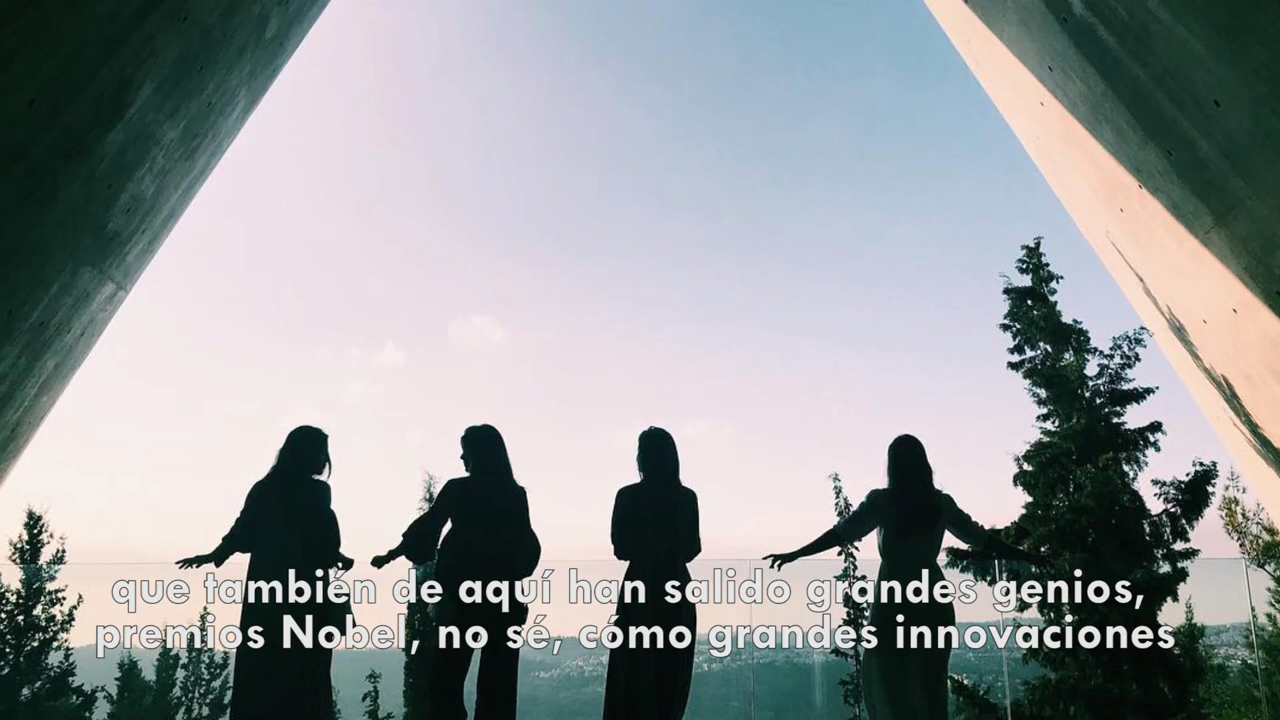 que también de aquí han salido grandes genios,
premios Nobel, no sé, cómo grandes innovaciones